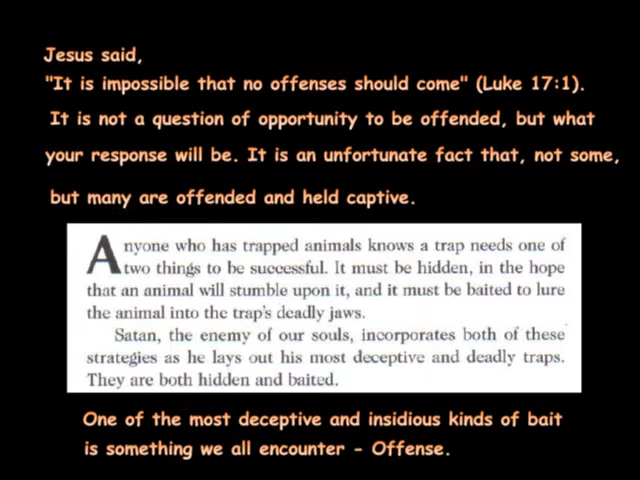 Jesus said,
"It is impossible that no offenses should come" (Luke 17:1).
It is not a question of opportunity to be offended, but what
your response will be. It is an unfortunate fact that, not some,
but many are offended and held captive.
Anyone who has trapped animals knows a trap needs one of
two things to be successful. It must be hidden, in the hope
that an animal will stumble upon it, and it must be baited to lure
the animal into the trap's deadly jaws.
Satan, the enemy of our souls, incorporates both of these
strategies as he lays out his most deceptive and deadly traps.
They are both hidden and baited.
One of the most deceptive and insidious kinds of bait
is something we all encounter - Offense.